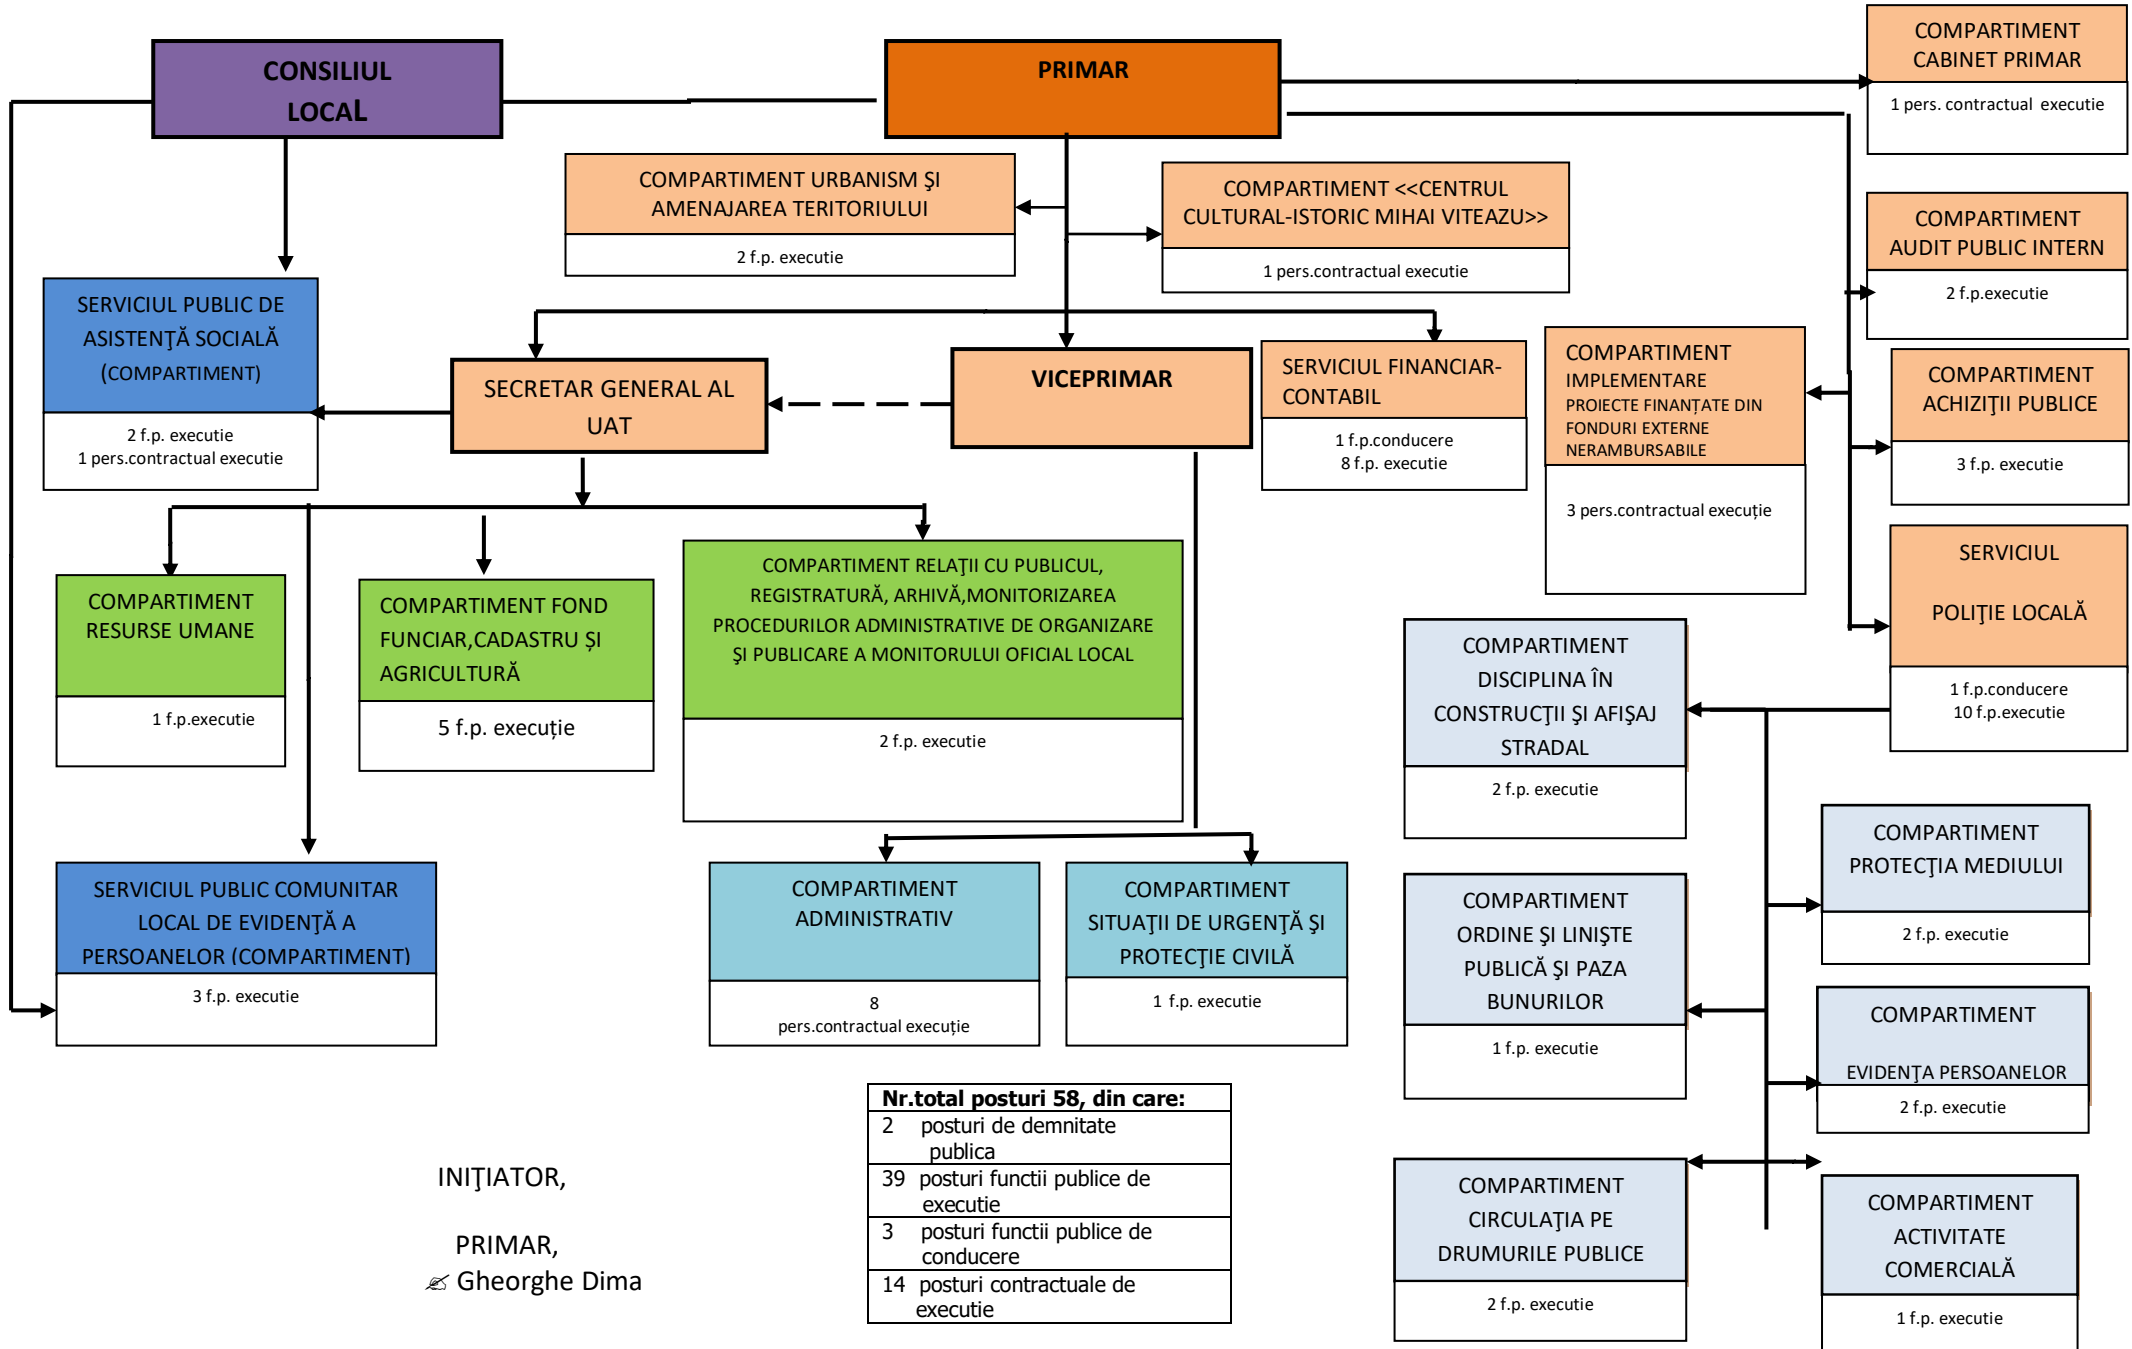 CONSILIUL
LOCAL
PRIMAR
COMPARTIMENT
CABINET PRIMAR
1 pers. contractual executie
COMPARTIMENT URBANISM ŞI
AMENAJAREA TERITORIULUI
2 f.p. executie
COMPARTIMENT <<CENTRUL
CULTURAL-ISTORIC MIHAI VITEAZU>>
1 pers.contractual executie
COMPARTIMENT
AUDIT PUBLIC INTERN
2 f.p.executie
SERVICIUL PUBLIC DE
ASISTENŢĂ SOCIALĂ
(COMPARTIMENT)
2 f.p. executie
1 pers.contractual executie
SECRETAR GENERAL AL
UAT
VICEPRIMAR
SERVICIUL FINANCIAR-
CONTABIL
1 f.p.conducere
8 f.p. executie
COMPARTIMENT
IMPLEMENTARE
PROIECTE FINANȚATE DIN
FONDURI EXTERNE
NERAMBURSABILE
3 pers.contractual execuție
COMPARTIMENT
ACHIZIŢII PUBLICE
3 f.p. executie
SERVICIUL
POLIŢIE LOCALĂ
1 f.p.conducere
10 f.p.executie
COMPARTIMENT
RESURSE UMANE
1 f.p.executie
COMPARTIMENT FOND
FUNCIAR,CADASTRU ȘI
AGRICULTURĂ
5 f.p. execuție
COMPARTIMENT RELAŢII CU PUBLICUL,
REGISTRATURĂ, ARHIVĂ,MONITORIZAREA
PROCEDURILOR ADMINISTRATIVE DE ORGANIZARE
ŞI PUBLICARE A MONITORULUI OFICIAL LOCAL
2 f.p. executie
COMPARTIMENT
DISCIPLINA ÎN
CONSTRUCŢII ŞI AFIŞAJ
STRADAL
2 f.p. executie
COMPARTIMENT
PROTECŢIA MEDIULUI
2 f.p. executie
SERVICIUL PUBLIC COMUNITAR
LOCAL DE EVIDENŢĂ A
PERSOANELOR (COMPARTIMENT)
3 f.p. executie
COMPARTIMENT
ADMINISTRATIV
8
pers.contractual execuție
COMPARTIMENT
SITUAŢII DE URGENŢĂ ŞI
PROTECŢIE CIVILĂ
1 f.p. executie
COMPARTIMENT
ORDINE ŞI LINIŞTE
PUBLICĂ ŞI PAZA
BUNURILOR
1 f.p. executie
COMPARTIMENT
EVIDENŢA PERSOANELOR
2 f.p. executie
COMPARTIMENT
CIRCULAŢIA PE
DRUMURILE PUBLICE
2 f.p. executie
COMPARTIMENT
ACTIVITATE
COMERCIALĂ
1 f.p. executie
Nr.total posturi 58, din care:
2 posturi de demnitate
publica
39 posturi functii publice de
executie
3 posturi functii publice de
conducere
14 posturi contractuale de
executie
INIŢIATOR,
PRIMAR,
Gheorghe Dima